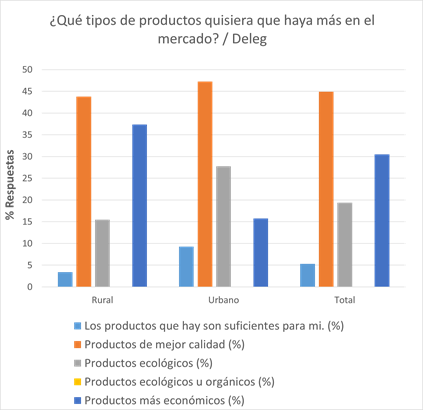 ¿Qué tipos de productos quisiera que haya más en el
mercado? / Deleg
50
45
40
35
30
25
20
15
10
5
0
% Respuestas
Rural
Urbano
Total
Los productos que hay son suficientes para mi. (%)
Productos de mejor calidad (%)
Productos ecológicos (%)
Productos ecológicos u orgánicos (%)
Productos más económicos (%)